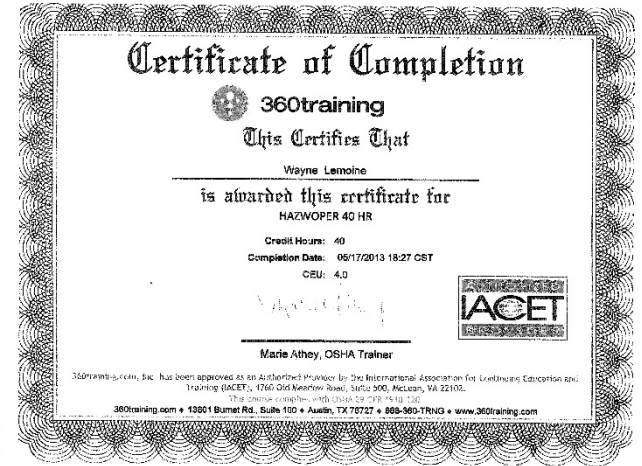 Certificate of Completion
360training
This Certifies That
Wayne Lemoine
is awarded this certificate for
HAZWOPER 40 HR
Credit Hours: 40
Completion Date: 05/17/2013 18:27 CST
CEU: 4.0
IACET
Marie Athey, OSHA Trainer
360training.com, Inc. has been approved as an Authorized Provider by the International Association for Continuing Education and
Training (IACET), 1760 Old Meadow Road, Suite 500, McLean, VA 22102.
This course complies with OSHA 29 CFR 1910.120.
360training.com ♦ 13801 Burnet Rd., Suite 100 ♦ Austin, TX 78727 ♦ 888-360-TRNG ♦ www.360training.com